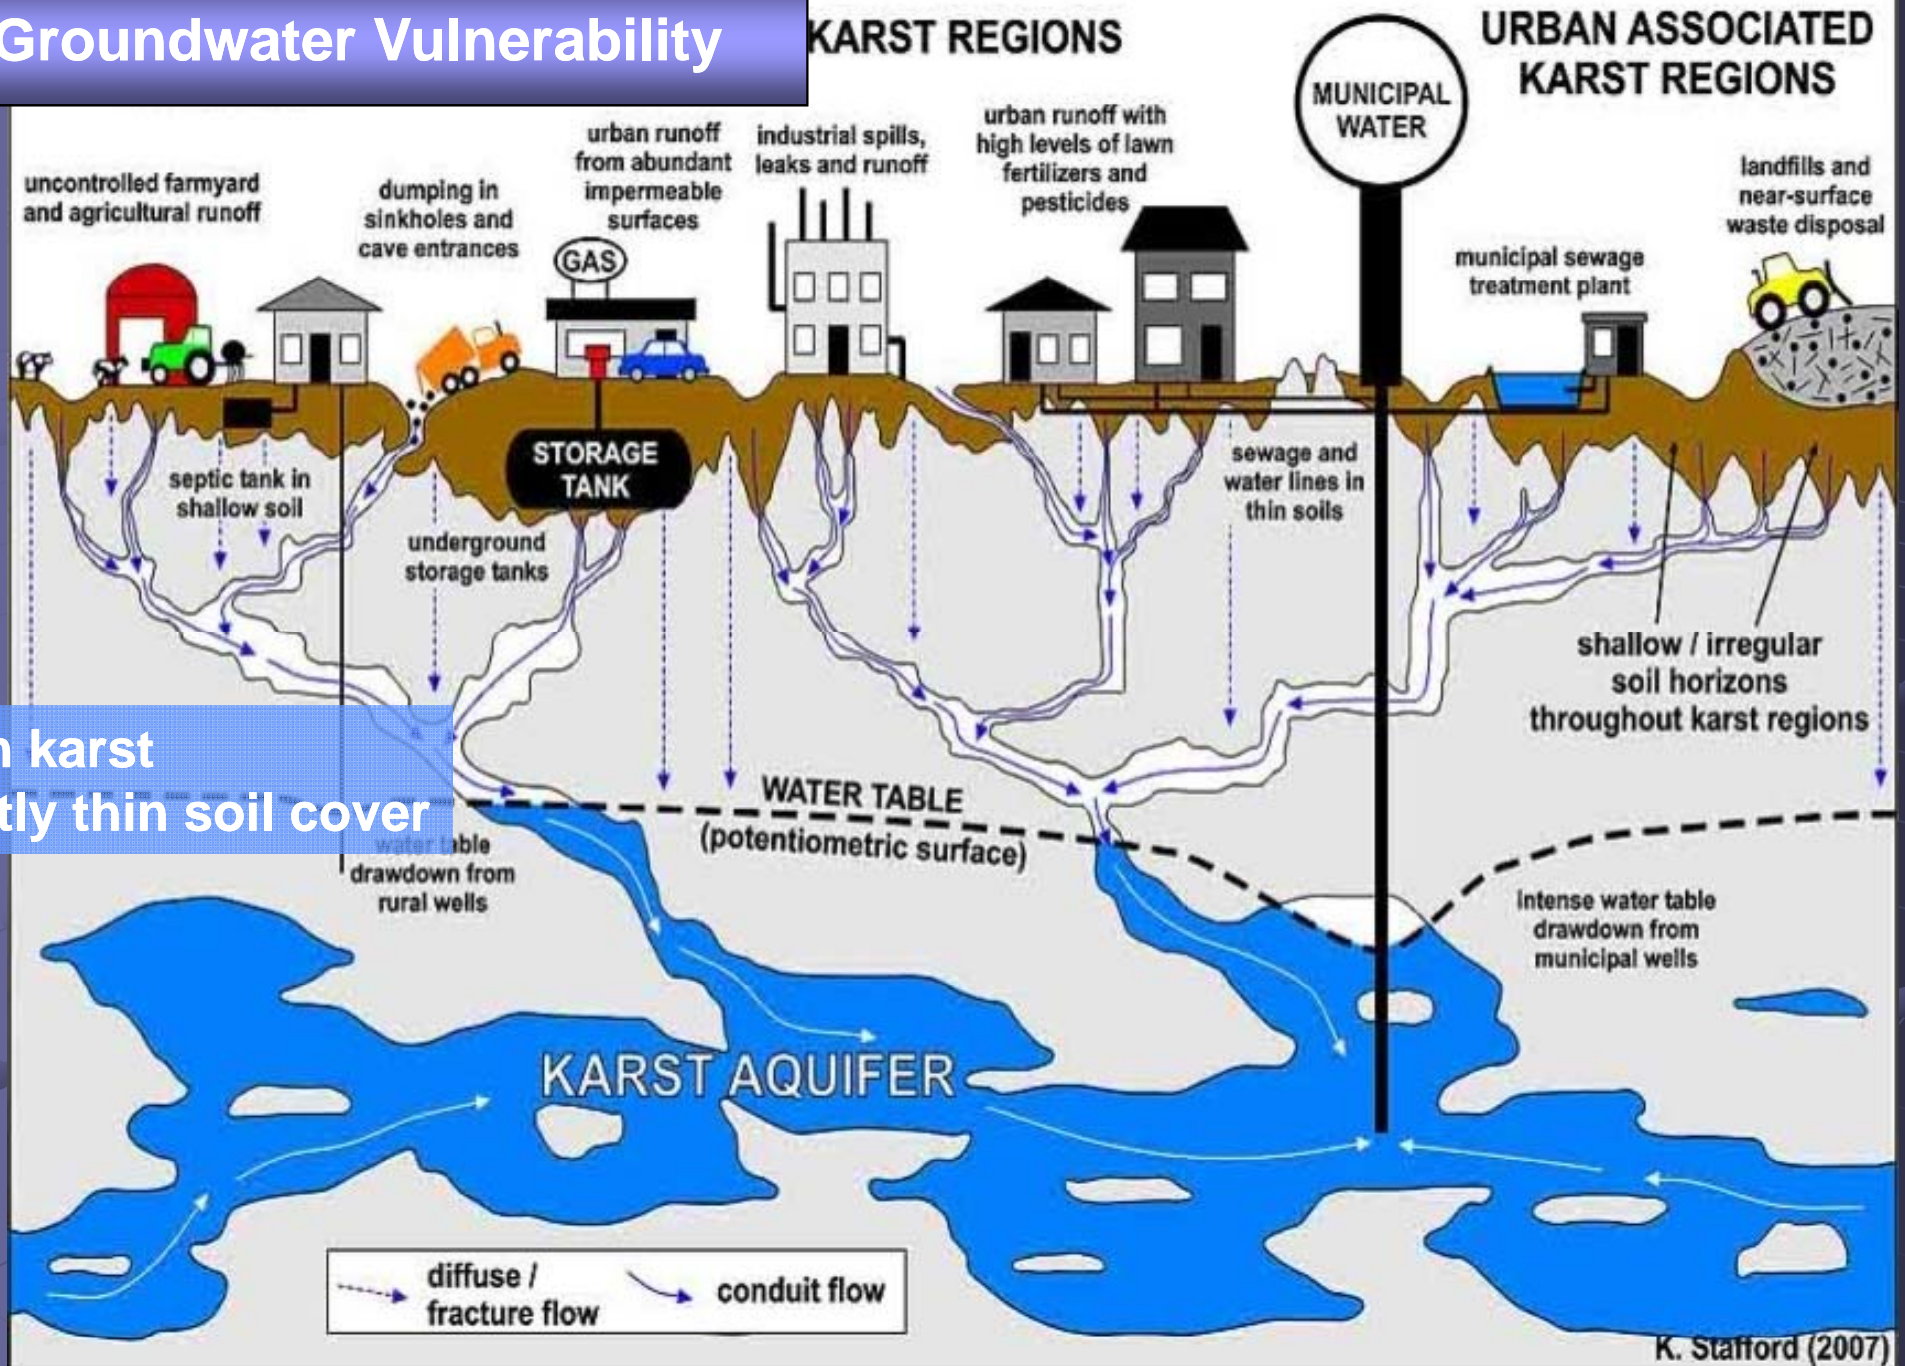 Groundwater Vulnerability
KARST REGIONS
URBAN ASSOCIATED
KARST REGIONS
MUNICIPAL
WATER
uncontrolled farmyard
and agricultural runoff
dumping in
sinkholes and
cave entrances
urban runoff
from abundant
impermeable
surfaces
industrial spills,
leaks and runoff
urban runoff with
high levels of lawn
fertilizers and
pesticides
municipal sewage
treatment plant
landfills and
near-surface
waste disposal
GAS
STORAGE
TANK
septic tank in
shallow soil
underground
storage tanks
sewage and
water lines in
thin soils
shallow / irregular
soil horizons
throughout karst regions
karst
thin soil cover
WATER TABLE
(potentiometric surface)
water table
drawdown from
rural wells
intense water table
drawdown from
municipal wells
KARST AQUIFER
diffuse /
fracture flow
conduit flow
K. Stafford (2007)